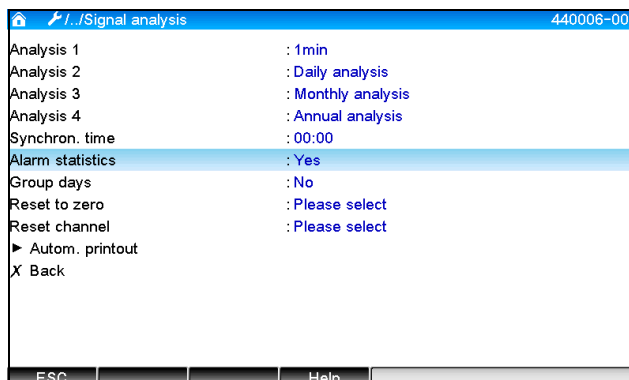 /../Signal analysis 440006-00
Analysis 1 : 1min
Analysis 2 : Daily analysis
Analysis 3 : Monthly analysis
Analysis 4 : Annual analysis
Synchron. time : 00:00
Alarm statistics : Yes
Group days : No
Reset to zero : Please select
Reset channel : Please select
► Autom. printout
X Back
ESC Help